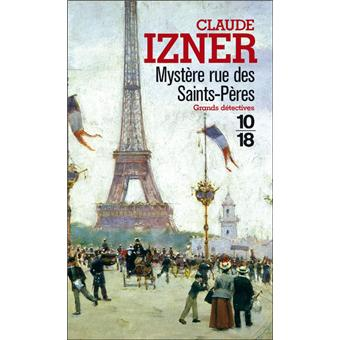 CLAUDE
IZNER
Mystère rue des
Saints-Pères
Grands détectives
10
18